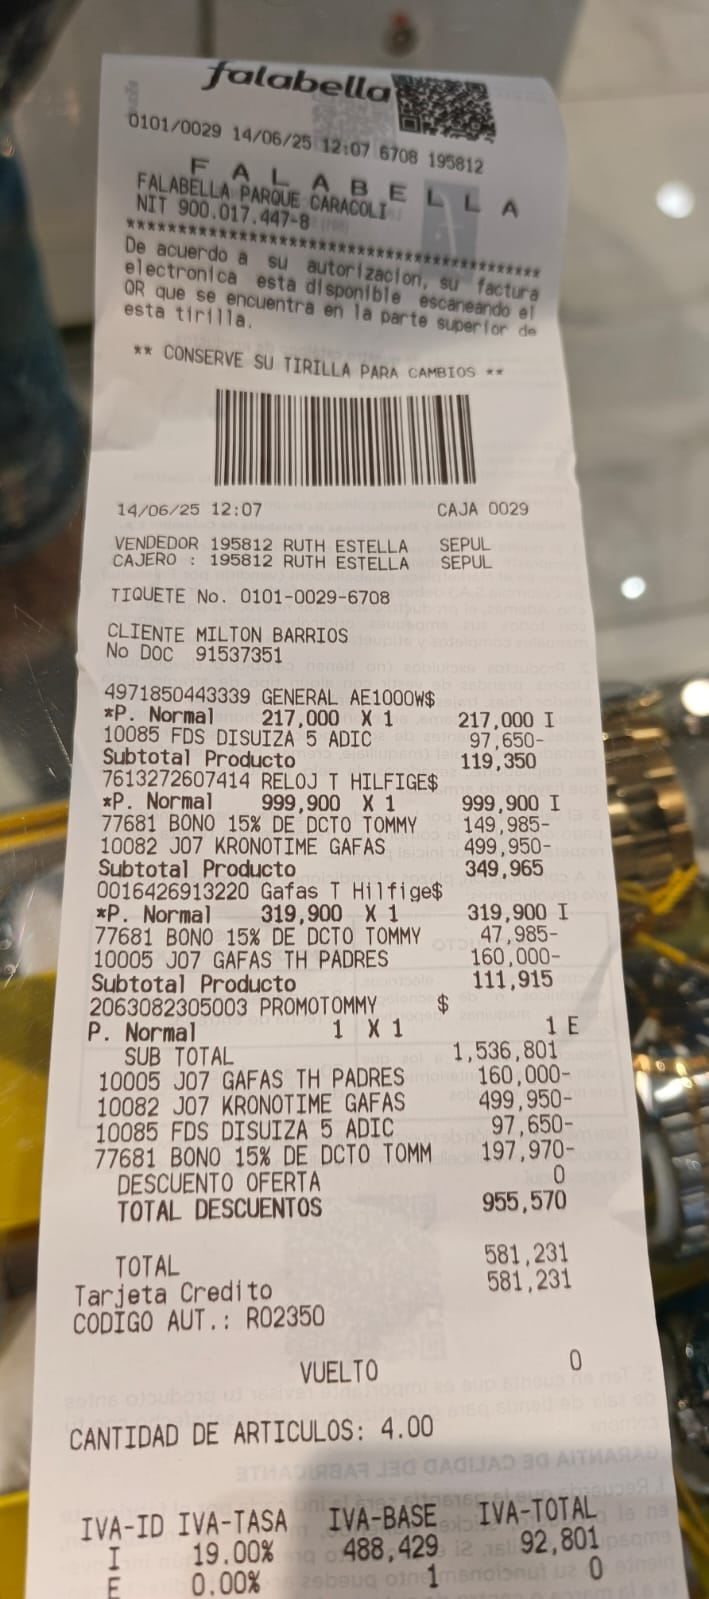 falabella
0101/0029 14/06/25 12:07 6708 195812
F A L A B E L L A
FALABELLA PARQUE CARACOLI
NIT 900.017.447-8
******************************************
De acuerdo a su autorizacion, su factura
electronica esta disponible escaneando el
QR que se encuentra en la parte superior de
esta tirilla.
** CONSERVE SU TIRILLA PARA CAMBIOS **
14/06/25 12:07 CAJA 0029
VENDEDOR 195812 RUTH ESTELLA SEPUL
CAJERO : 195812 RUTH ESTELLA SEPUL
TIQUETE No. 0101-0029-6708
CLIENTE MILTON BARRIOS
No DOC 91537351
4971850443339 GENERAL AE1000W$
*P. Normal 217,000 X 1 217,000 I
10085 FDS DISUIZA 5 ADIC 97,650-
Subtotal Producto 119,350
7613272607414 RELOJ T HILFIGE$
*P. Normal 999,900 X 1 999,900 I
77681 BONO 15% DE DCTO TOMMY 149,985-
10082 J07 KRONOTIME GAFAS 499,950-
Subtotal Producto 349,965
0016426913220 Gafas T Hilfige$
*P. Normal 319,900 X 1 319,900 I
77681 BONO 15% DE DCTO TOMMY 47,985-
10005 J07 GAFAS TH PADRES 160,000-
Subtotal Producto 111,915
2063082305003 PROMOTOMMY $
P. Normal 1 X 1 1 E
SUB TOTAL 1,536,801
10005 J07 GAFAS TH PADRES 160,000-
10082 J07 KRONOTIME GAFAS 499,950-
10085 FDS DISUIZA 5 ADIC 97,650-
77681 BONO 15% DE DCTO TOMM 197,970-
DESCUENTO OFERTA 0
TOTAL DESCUENTOS 955,570
TOTAL 581,231
Tarjeta Credito 581,231
CODIGO AUT.: R02350
VUELTO 0
CANTIDAD DE ARTICULOS: 4.00
IVA-ID IVA-TASA IVA-BASE IVA-TOTAL
I 19.00% 488,429 92,801
E 0.00% 1 0